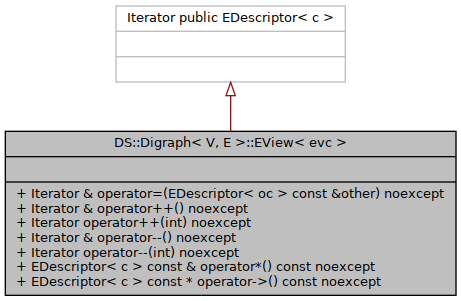 Iterator public EDescriptor< c >
DS::Digraph< V, E >::EView< evc >
+ Iterator & operator=(EDescriptor< oc > const &other) noexcept
+ Iterator & operator++() noexcept
+ Iterator operator++(int) noexcept
+ Iterator & operator--() noexcept
+ Iterator operator--(int) noexcept
+ EDescriptor< c > const & operator*() const noexcept
+ EDescriptor< c > const * operator->() const noexcept